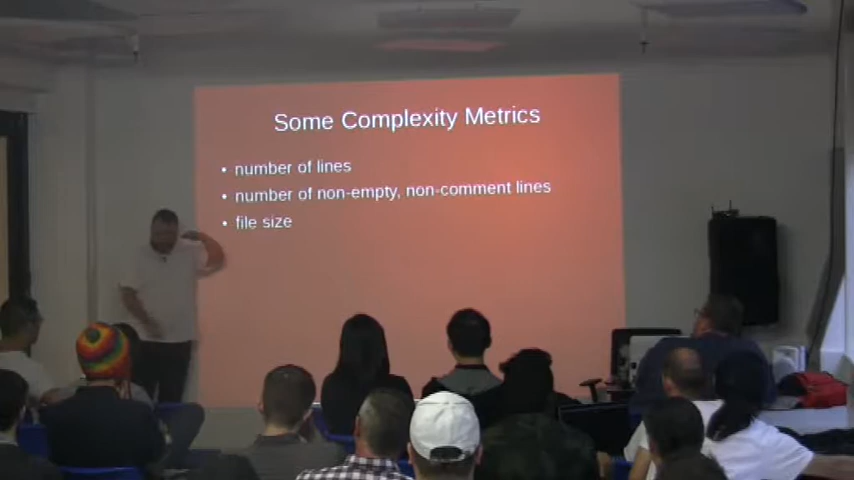 Some Complexity Metrics
• number of lines
• number of non-empty, non-comment lines
• file size